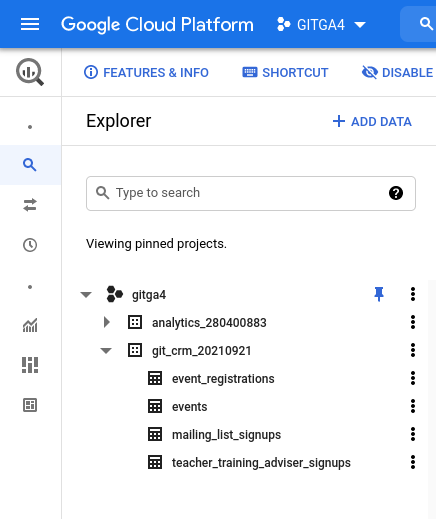 Google Cloud Platform GITGA4
FEATURES & INFO SHORTCUT DISABLE
Explorer ADD DATA
Type to search
Viewing pinned projects.
gitga4
analytics_280400883
git_crm_20210921
event_registrations
events
mailing_list_signups
teacher_training_adviser_signups